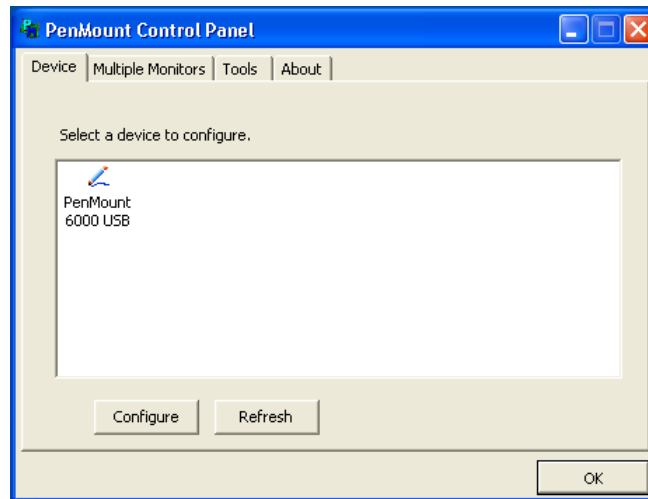 PenMount Control Panel
Device Multiple Monitors Tools About
Select a device to configure.
PenMount
6000 USB
Configure Refresh
OK